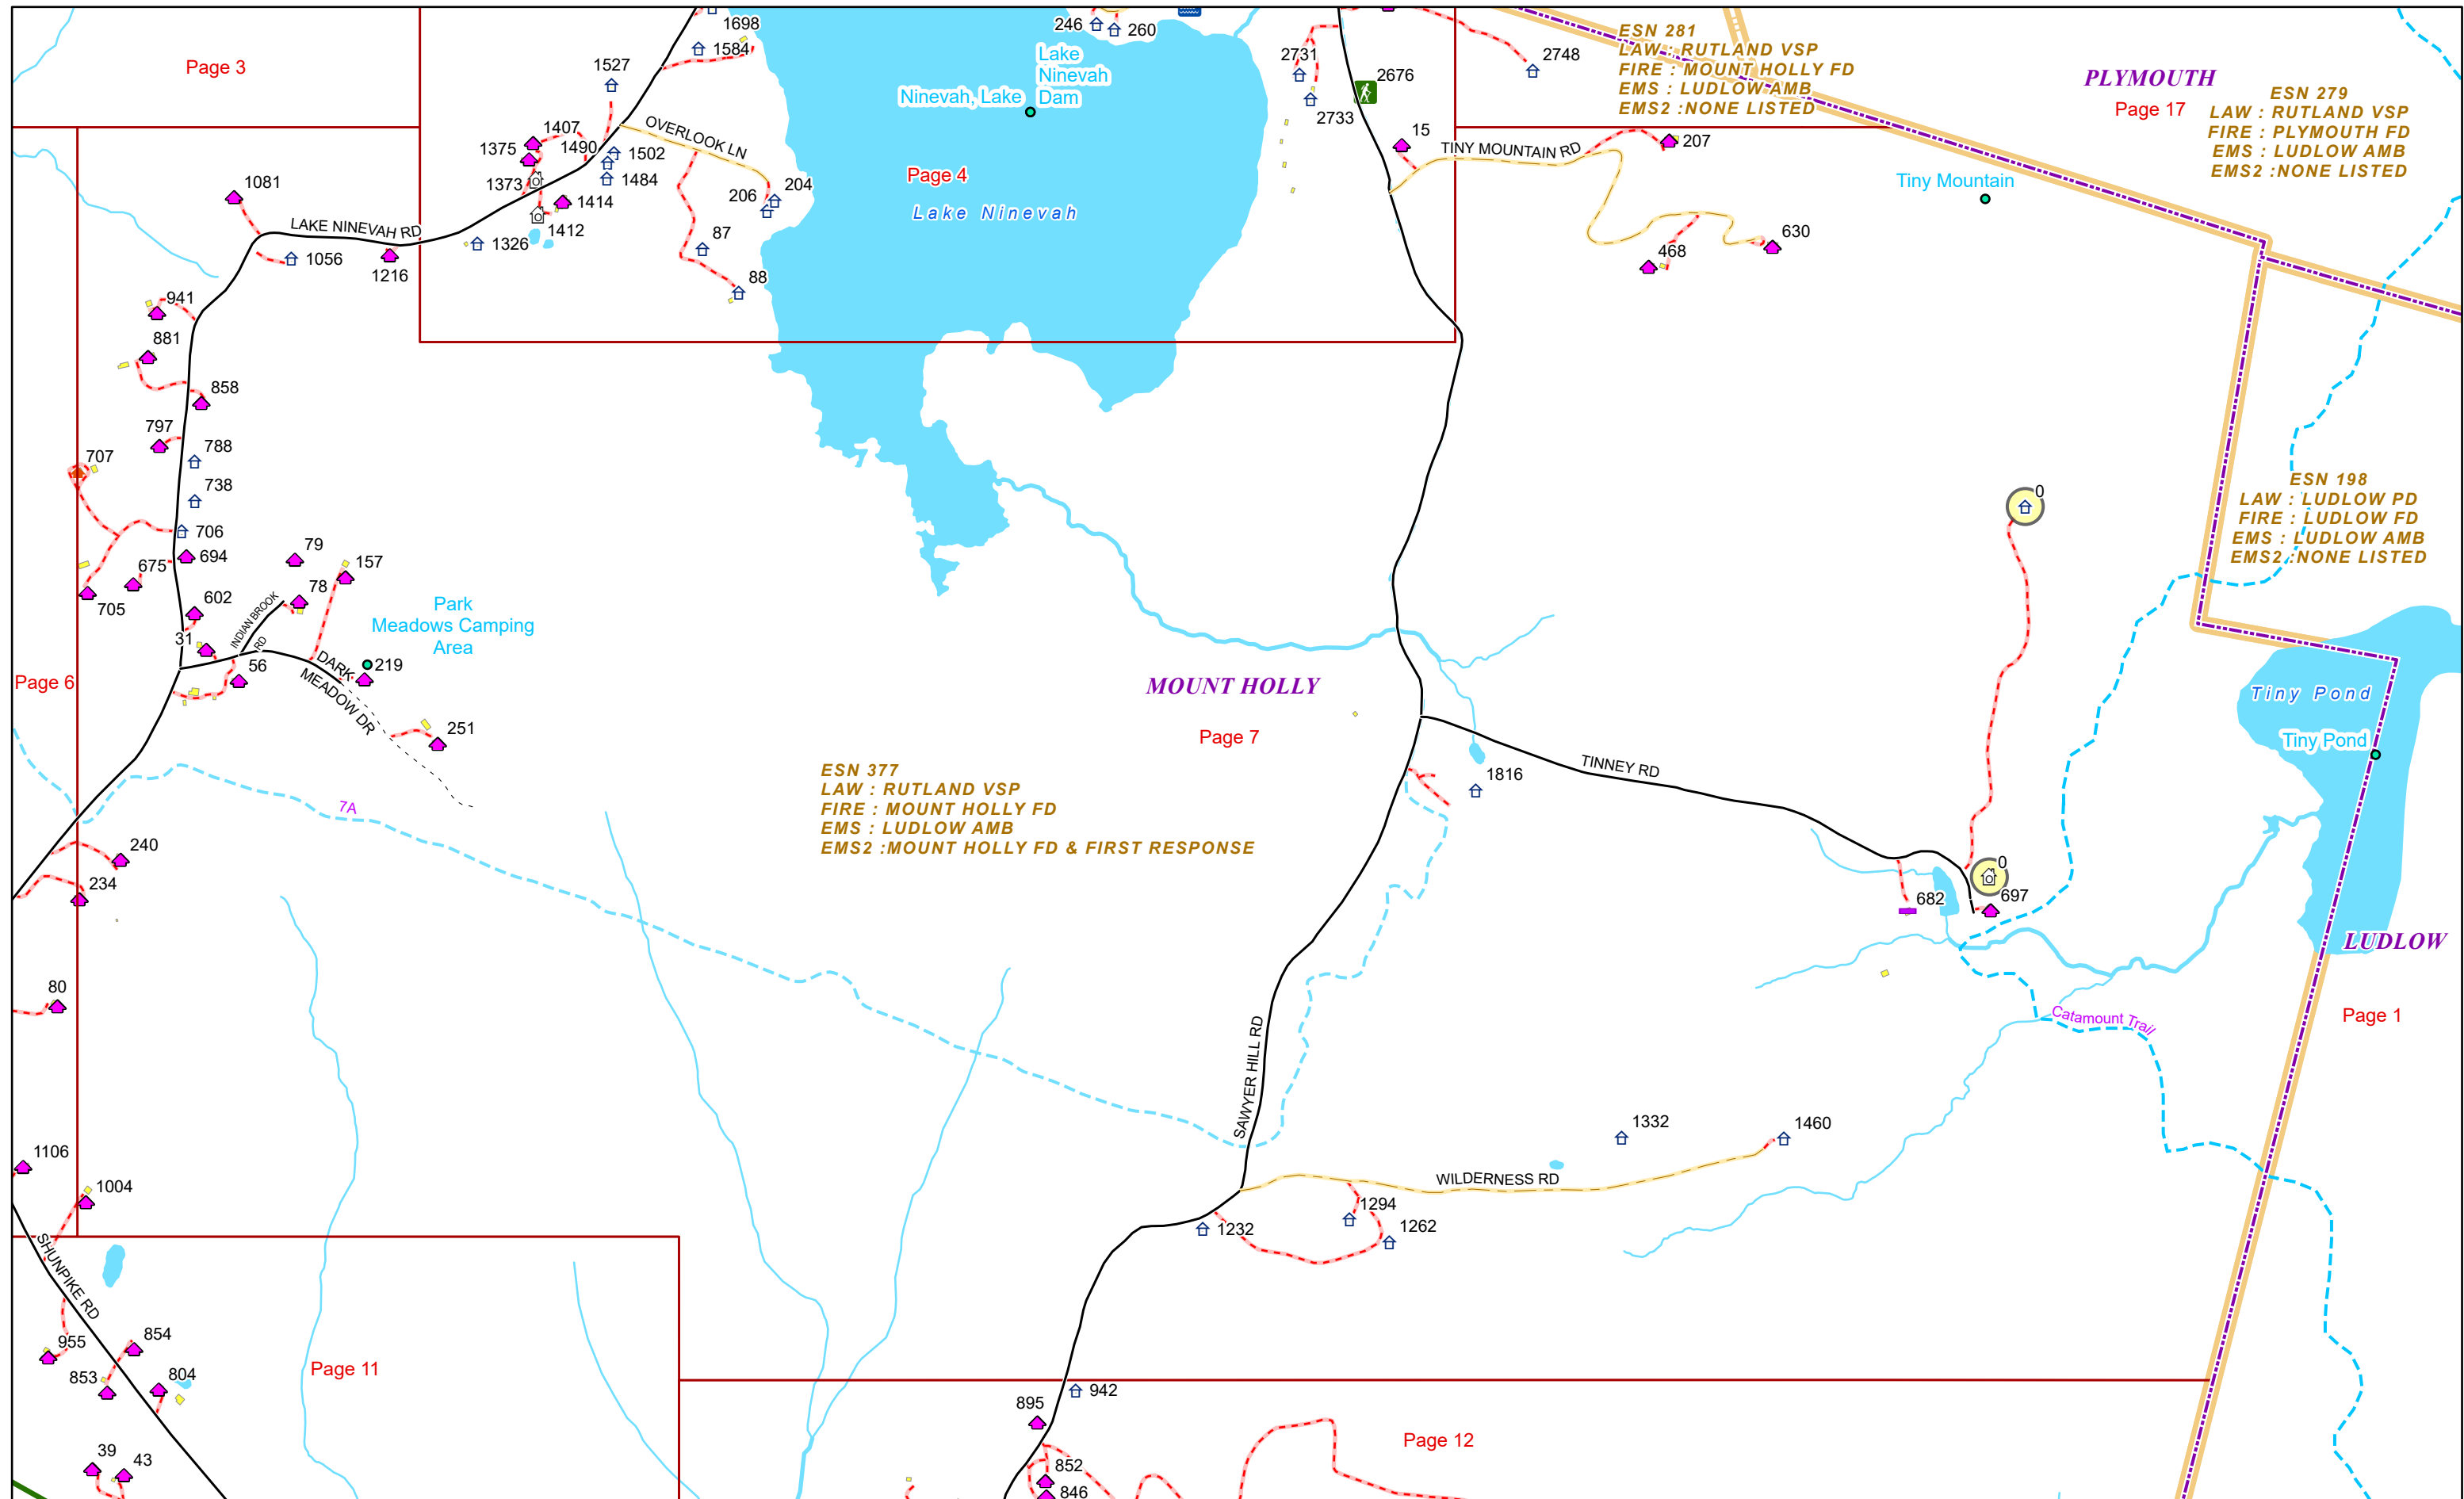 1698
246
260
1584
Page 3
1527
Lake
Ninevah
Dam
Ninevah, Lake
2731
2733
2676
2748
ESN 281
LAW : RUTLAND VSP
FIRE : MOUNT HOLLY FD
EMS : LUDLOW AMB
EMS2 :NONE LISTED
PLYMOUTH
Page 17
ESN 279
LAW : RUTLAND VSP
FIRE : PLYMOUTH FD
EMS : LUDLOW AMB
EMS2 :NONE LISTED
1407
1375
1490
1502
1373
1484
1414
1412
1326
OVERLOOK LN
204
206
87
88
Page 4
Lake Ninevah
15
TINY MOUNTAIN RD
207
Tiny Mountain
630
468
1081
LAKE NINEVAH RD
1056
1216
941
881
858
797
788
707
738
706
694
675
705
79
157
78
602
31
INDIAN BROOK
RD
56
DARK
MEADOW DR
219
251
Park
Meadows Camping
Area
0
ESN 198
LAW : LUDLOW PD
FIRE : LUDLOW FD
EMS : LUDLOW AMB
EMS2 :NONE LISTED
Page 6
MOUNT HOLLY
Page 7
Tiny Pond
Tiny Pond
ESN 377
LAW : RUTLAND VSP
FIRE : MOUNT HOLLY FD
EMS : LUDLOW AMB
EMS2 :MOUNT HOLLY FD & FIRST RESPONSE
7A
1816
TINNEY RD
240
234
0
682
697
LUDLOW
80
Page 1
Catamount Trail
SAWYER HILL RD
1332
1460
1106
1004
WILDERNESS RD
1294
1232
1262
SHUNPIKE RD
955
854
853
804
Page 11
942
895
Page 12
39
43
852
846